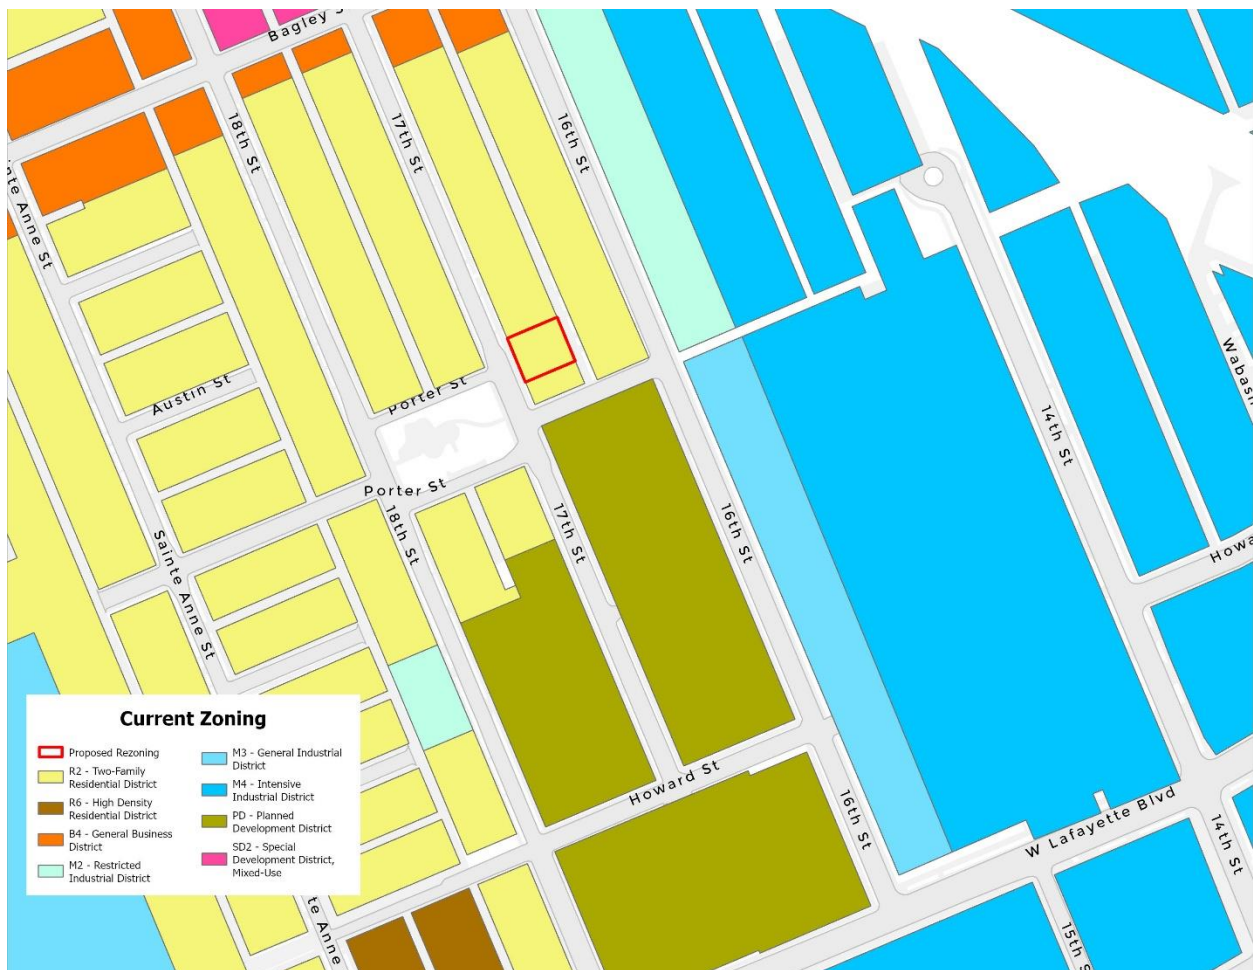 Bagley S
18th St
17th St
16th St
inte Anne St
Austin St
Porter St
Porter St
14th St
Wabash
Howa
18th St
17th St
16th St
Sainte Anne St
Howard St
16th St
W Lafayette Blvd
14th St
15th S
te Anne
Current Zoning
Proposed Rezoning
R2 - Two-Family
Residential District
R6 - High Density
Residential District
B4 - General Business
District
M2 - Restricted
Industrial District
M3 - General Industrial
District
M4 - Intensive
Industrial District
PD - Planned
Development District
SD2 - Special
Development District,
Mixed-Use